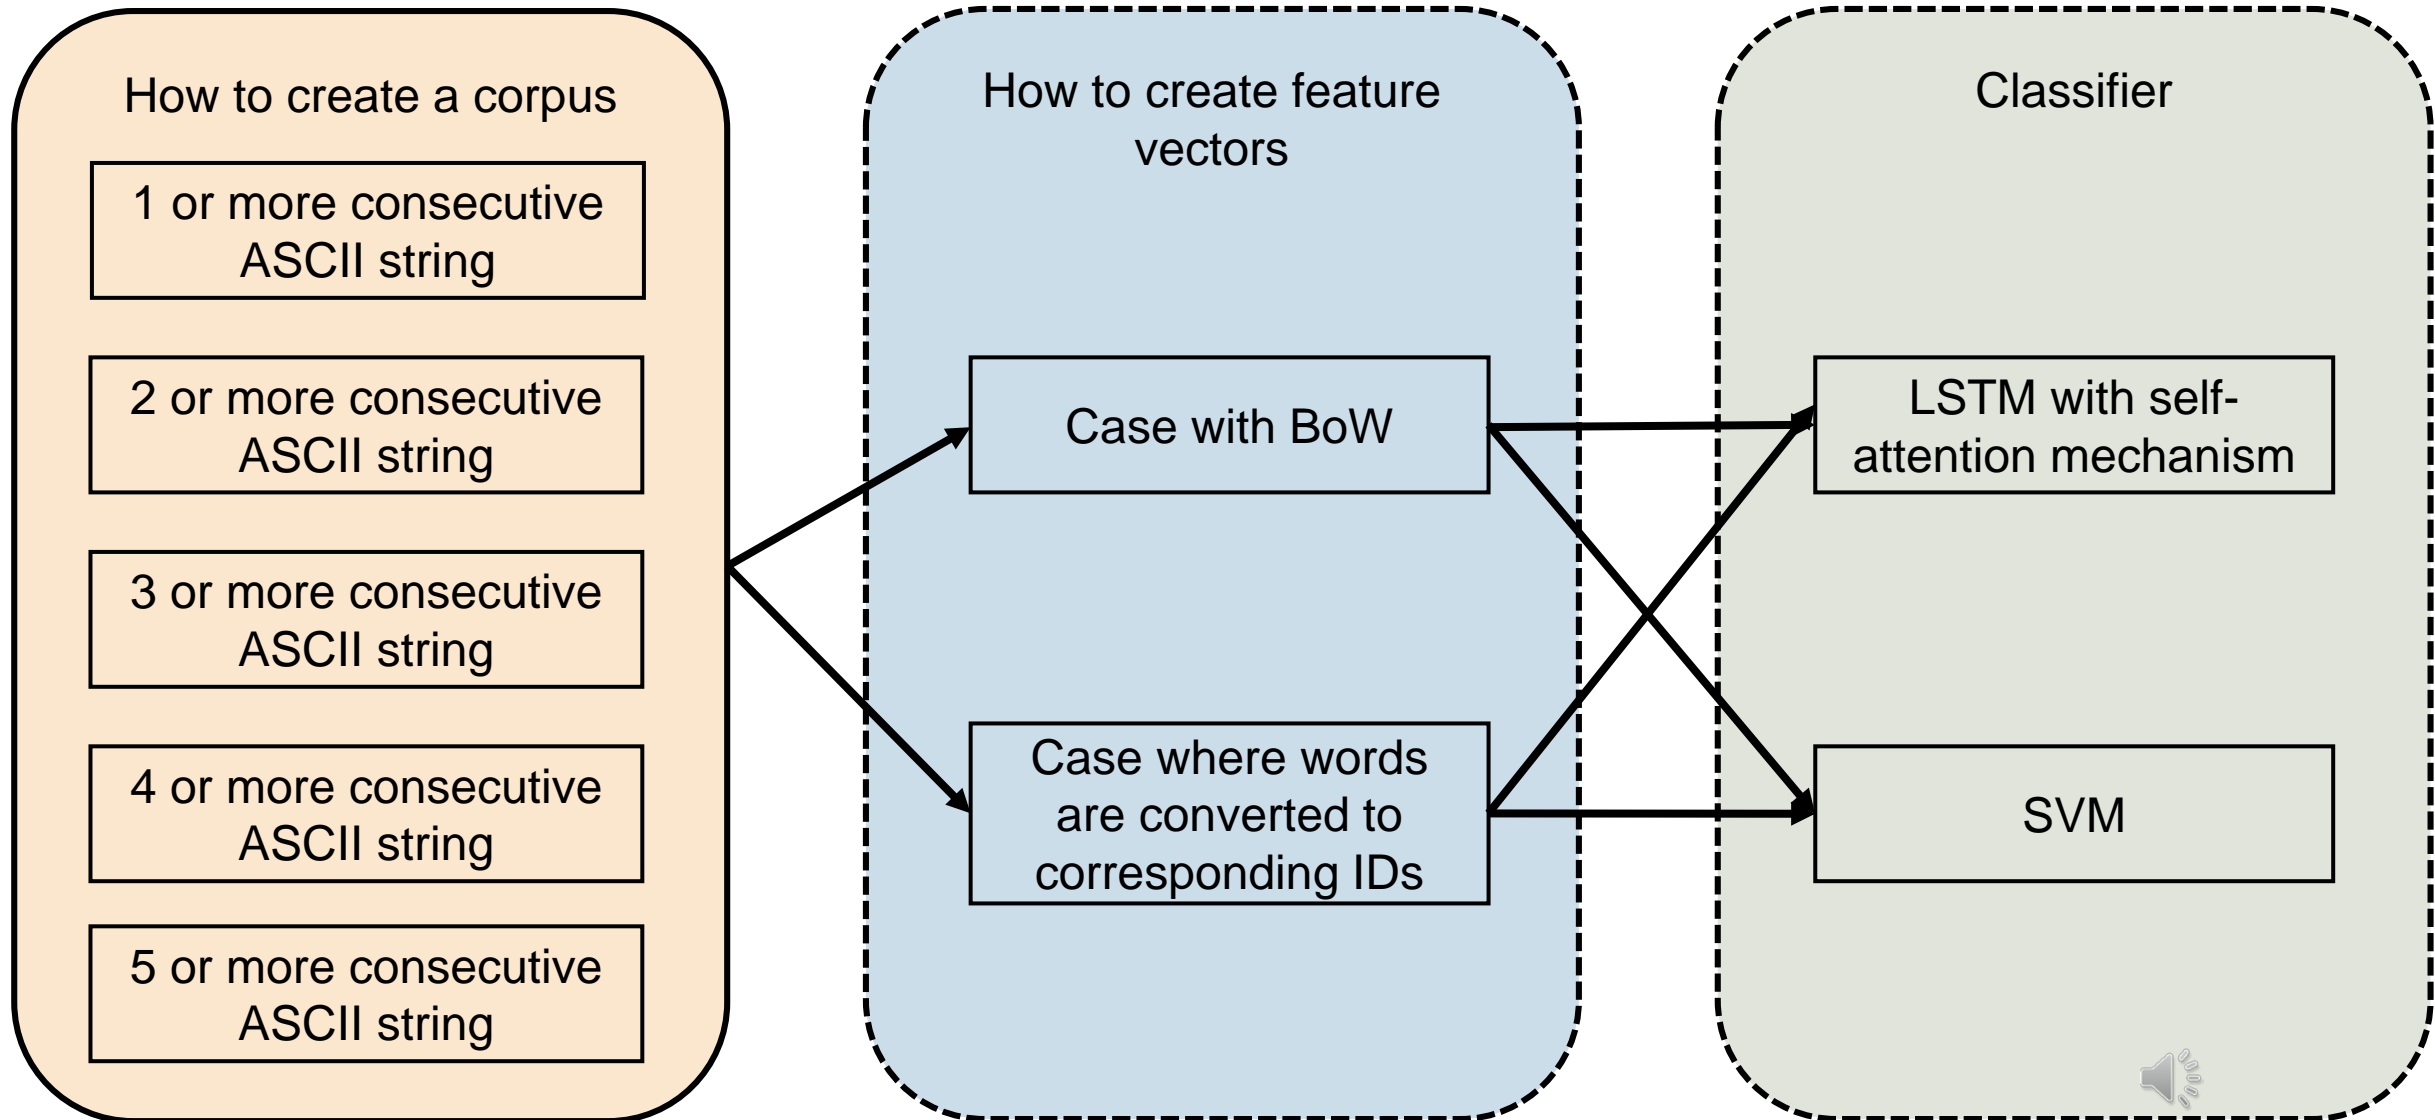 How to create a corpus
1 or more consecutive
ASCII string
2 or more consecutive
ASCII string
3 or more consecutive
ASCII string
4 or more consecutive
ASCII string
5 or more consecutive
ASCII string
How to create feature
vectors
Case with BoW
Case where words
are converted to
corresponding IDs
Classifier
LSTM with self-
attention mechanism
SVM